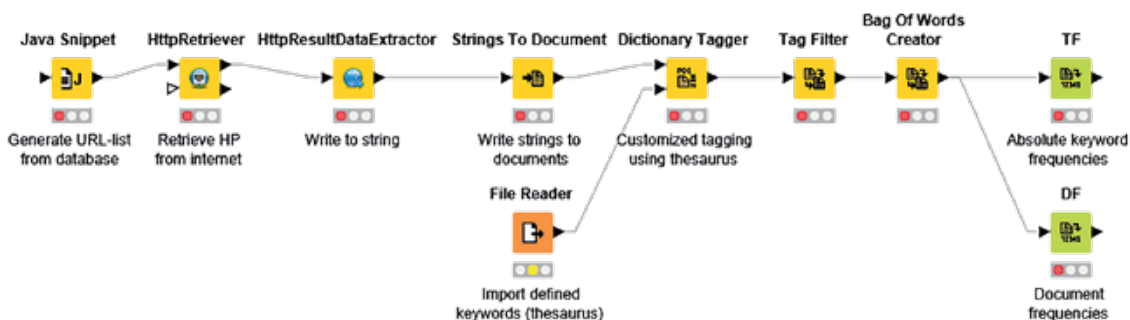 Java Snippet
HttpRetriever
HttpResultDataExtractor
Strings To Document
Dictionary Tagger
Tag Filter
Bag Of Words
Creator
TF
Generate URL-list
from database
Retrieve HP
from internet
Write to string
Write strings to
documents
Customized tagging
using thesaurus
Absolute keyword
frequencies
File Reader
DF
Import defined
keywords (thesaurus)
Document
frequencies